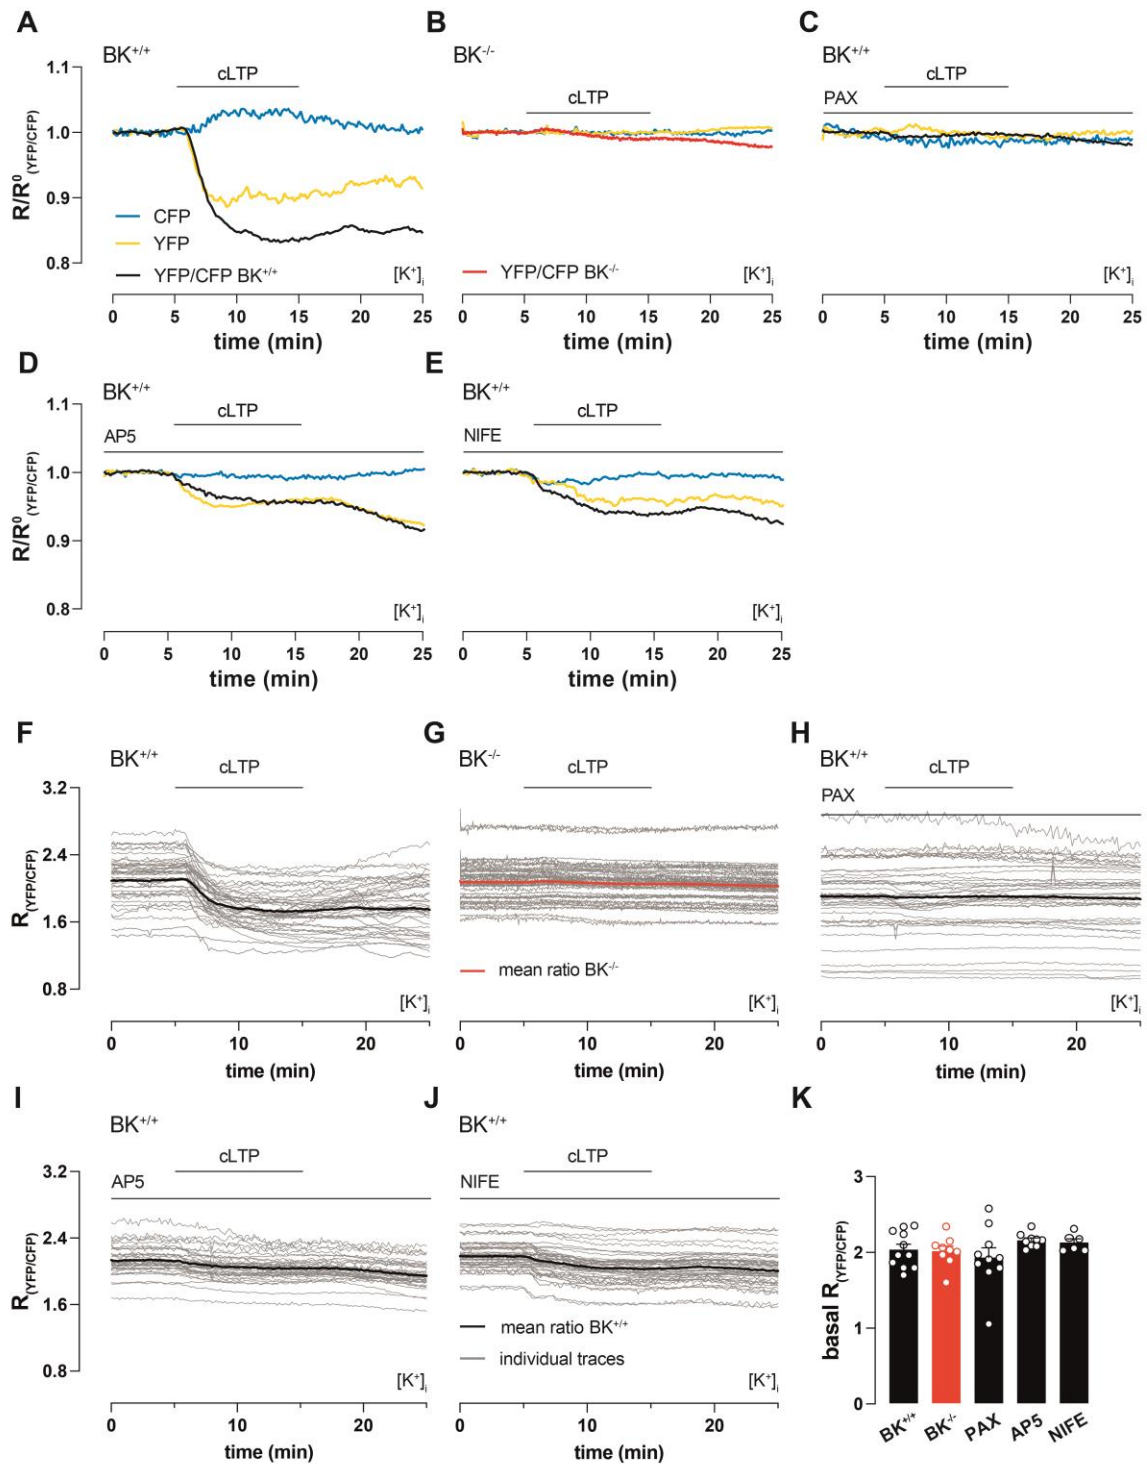 A
B
C
BK+/+
BK-/-
BK+/+
cLTP
cLTP
cLTP
PAX
1.1
1.0
0.9
0.8
R/R0(YFP/CFP)
CFP
YFP
YFP/CFP BK+/+
[K+]i
YFP/CFP BK-/-
[K+]i
[K+]i
0 5 10 15 20 25
0 5 10 15 20 25
0 5 10 15 20 25
time (min)
time (min)
time (min)
D
E
BK+/+
BK+/+
cLTP
cLTP
AP5
NIFE
1.1
1.0
0.9
0.8
R/R0(YFP/CFP)
[K+]i
[K+]i
0 5 10 15 20 25
0 5 10 15 20 25
time (min)
time (min)
F
G
H
BK+/+
BK-/-
BK+/+
cLTP
cLTP
cLTP
PAX
3.2
2.4
1.6
0.8
R(YFP/CFP)
mean ratio BK-/-
[K+]i
[K+]i
[K+]i
0 10 20
0 10 20
0 10 20
time (min)
time (min)
time (min)
I
J
K
BK+/+
BK+/+
cLTP
cLTP
AP5
NIFE
3.2
2.4
1.6
0.8
R(YFP/CFP)
mean ratio BK+/+
individual traces
[K+]i
[K+]i
0 10 20
0 10 20
time (min)
time (min)
3
2
1
0
basal R(YFP/CFP)
BK+/+
BK-/-
PAX
AP5
NIFE